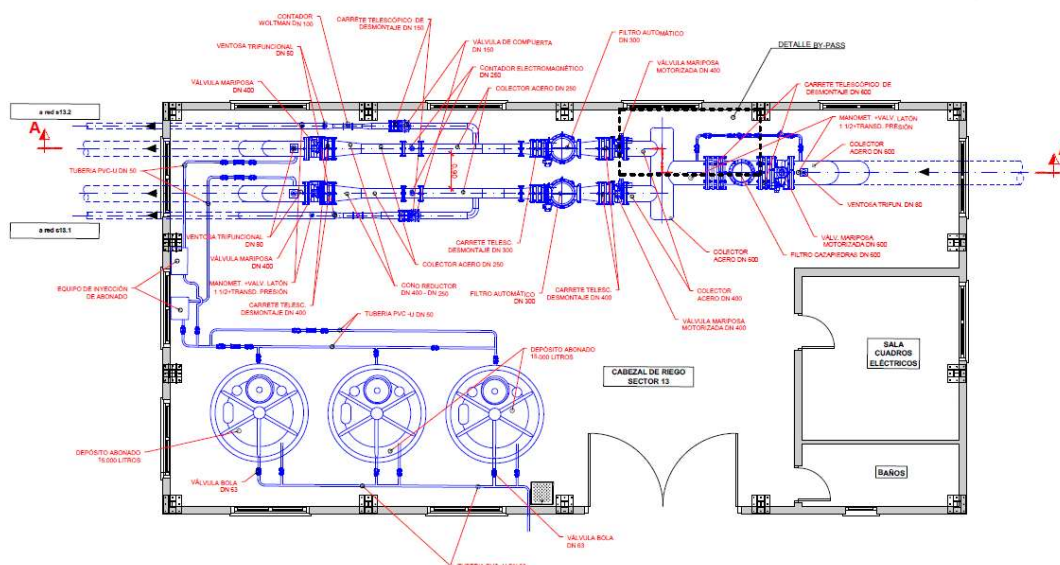 CONTADOR
WOLTMAN DN 100
CARRETE TELESCÓPICO DE
DESMONTAJE DN 150
VENTOSA TRIFUNCIONAL
DN 80
VÁLVULA DE COMPUERTA
DN 150
CONTADOR ELECTROMAGNÉTICO
DN 250
FILTRO AUTOMÁTICO
DN 300
DETALLE BY-PASS
VÁLVULA MARIPOSA
DN 400
COLECTOR ACERO DN 250
VÁLVULA MARIPOSA
MOTORIZADA DN 400
CARRETE TELESCÓPICO DE
DESMONTAJE DN 600
a red s13.2
A
MANOMET. +VALV. LATÓN
1 1/2+TRANSD. PRESIÓN
COLECTOR
ACERO DN 500
TUBERIA PVC-U DN 50
0,90
VENTOSA TRIFUN. DN 80
a red s13.1
VENTOSA TRIFUNCIONAL
DN 80
VÁLVULA MARIPOSA
DN 400
CARRETE TELESC.
DESMONTAJE DN 300
COLECTOR
ACERO DN 500
VÁLV. MARIPOSA
MOTORIZADA DN 500
FILTRO CAZAPIEDRAS DN 500
COLECTOR ACERO DN 250
EQUIPO DE INYECCIÓN
DE ABONADO
MANOMET. +VALV. LATÓN
1 1/2+TRANSD. PRESIÓN
CARRETE TELESC.
DESMONTAJE DN 400
CONO REDUCTOR
DN 400 - DN 250
FILTRO AUTOMÁTICO
DN 300
CARRETE TELESC.
DESMONTAJE DN 400
COLECTOR
ACERO DN 400
TUBERIA PVC-U DN 50
VÁLVULA MARIPOSA
MOTORIZADA DN 400
DEPÓSITO ABONADO
15.000 LITROS
CABEZAL DE RIEGO
SECTOR 13
SALA
CUADROS
ELÉCTRICOS
DEPÓSITO ABONADO
15.000 LITROS
VÁLVULA BOLA
DN 63
BAÑOS
VÁLVULA BOLA
DN 63